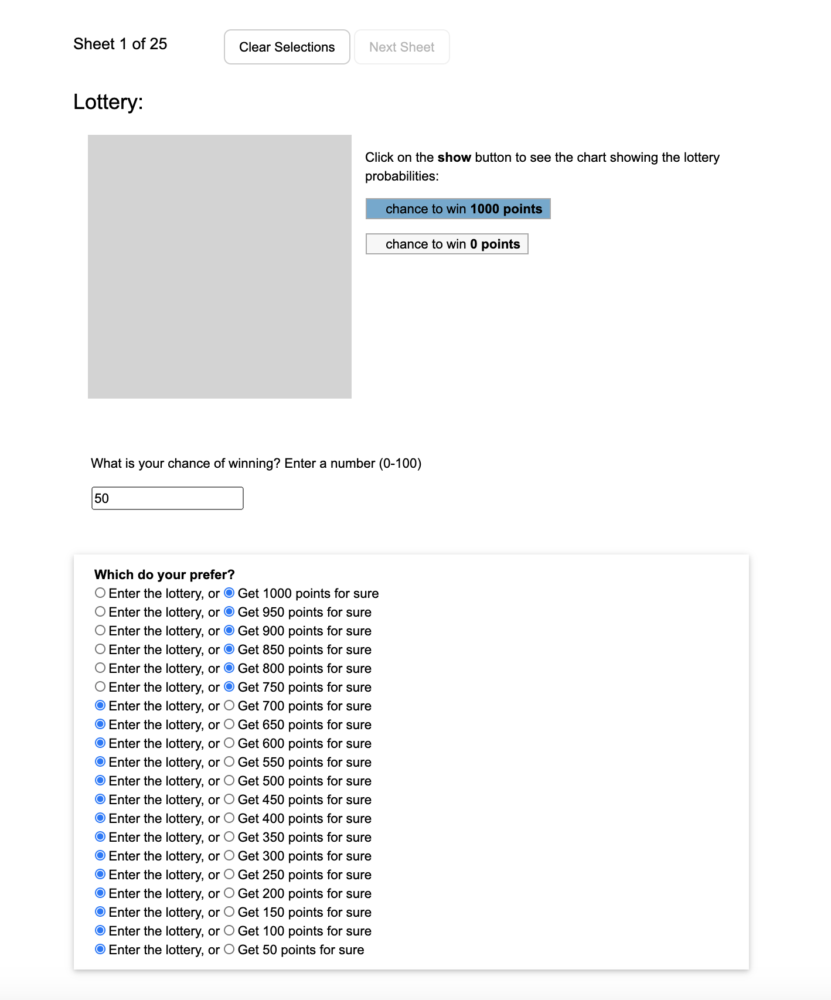 Sheet 1 of 25
Clear Selections
Next Sheet
Lottery:
Click on the show button to see the chart showing the lottery
probabilities:
chance to win 1000 points
chance to win 0 points
What is your chance of winning? Enter a number (0-100)
50
Which do your prefer?
Enter the lottery, or Get 1000 points for sure
Enter the lottery, or Get 950 points for sure
Enter the lottery, or Get 900 points for sure
Enter the lottery, or Get 850 points for sure
Enter the lottery, or Get 800 points for sure
Enter the lottery, or Get 750 points for sure
Enter the lottery, or Get 700 points for sure
Enter the lottery, or Get 650 points for sure
Enter the lottery, or Get 600 points for sure
Enter the lottery, or Get 550 points for sure
Enter the lottery, or Get 500 points for sure
Enter the lottery, or Get 450 points for sure
Enter the lottery, or Get 400 points for sure
Enter the lottery, or Get 350 points for sure
Enter the lottery, or Get 300 points for sure
Enter the lottery, or Get 250 points for sure
Enter the lottery, or Get 200 points for sure
Enter the lottery, or Get 150 points for sure
Enter the lottery, or Get 100 points for sure
Enter the lottery, or Get 50 points for sure